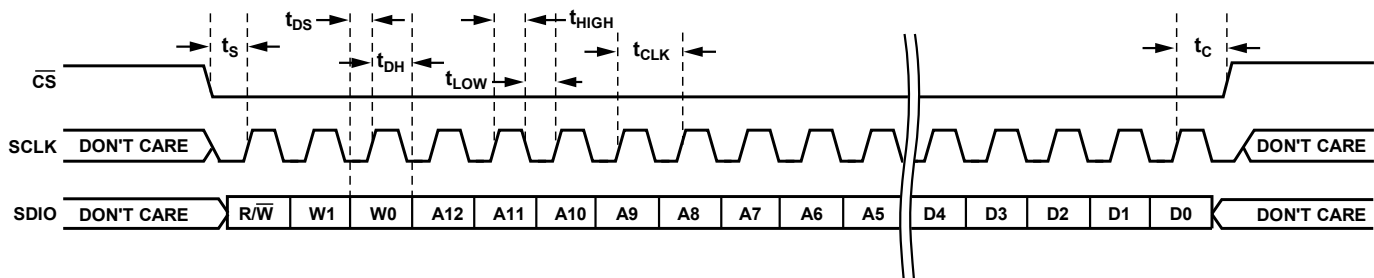 tDS
tHIGH
tS
tCLK
tC
tDH
tLOW
CS
SCLK
DON'T CARE
DON'T CARE
SDIO
DON'T CARE
R/W
W1
W0
A12
A11
A10
A9
A8
A7
A6
A5
D4
D3
D2
D1
D0
DON'T CARE